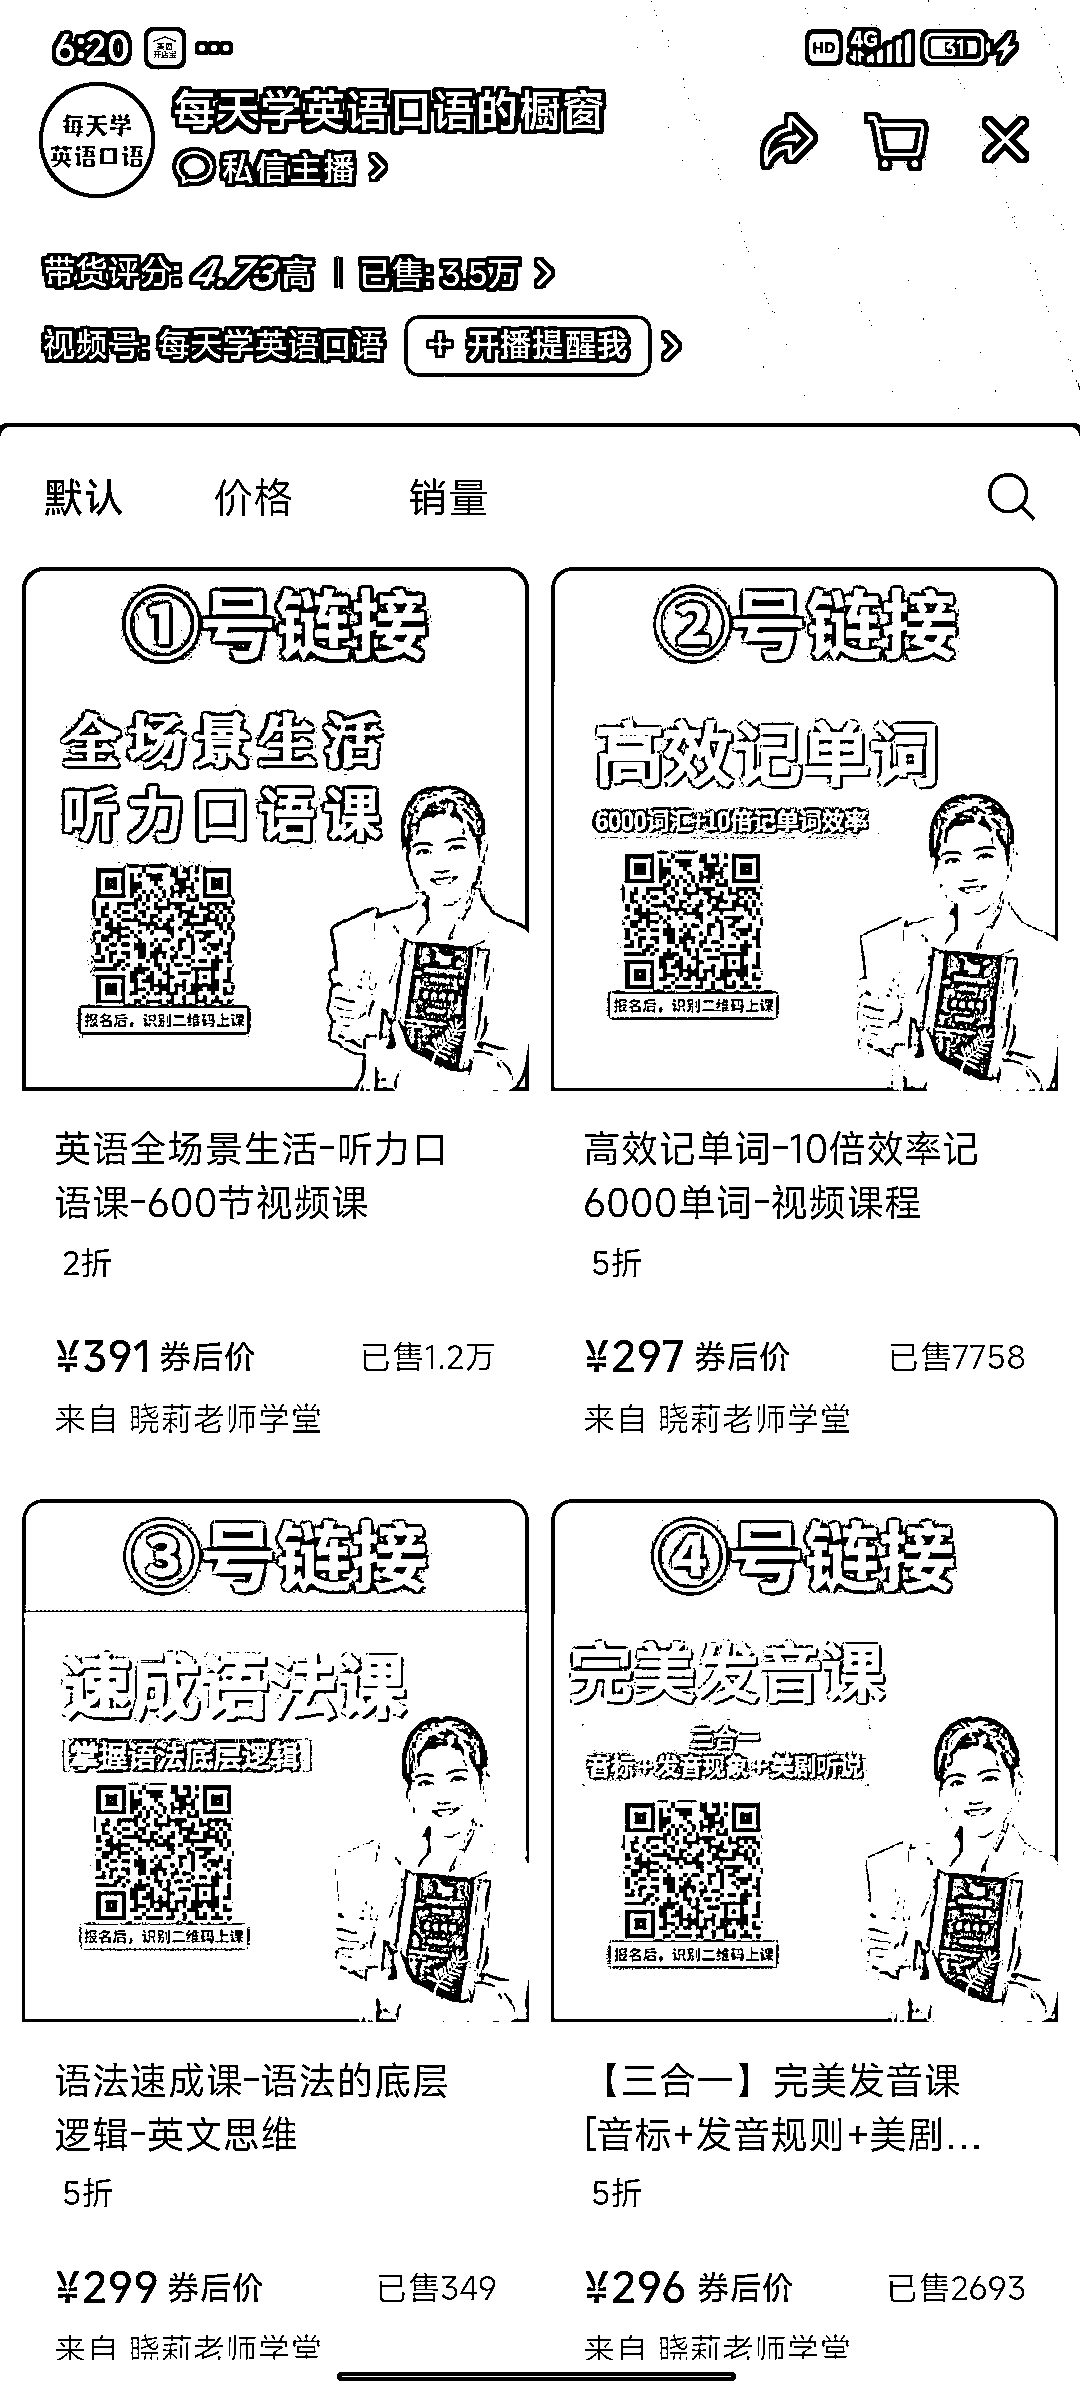 6:20
HD 4G 31
每天学
英语口语
每天学英语口语的橱窗
私信主播 >
带货评分: 4.73高 | 已售: 3.5万 >
视频号: 每天学英语口语 + 开播提醒我 >
默认 价格 销量
①号链接
全场景生活
听力口语课
报名后，识别二维码上课
英语全场景生活-听力口
语课-600节视频课
2折
¥391 券后价 已售1.2万
来自 晓莉老师学堂
②号链接
高效记单词
6000词汇+10倍记单词效率
报名后，识别二维码上课
高效记单词-10倍效率记
6000单词-视频课程
5折
¥297 券后价 已售7758
来自 晓莉老师学堂
③号链接
速成语法课
掌握语法底层逻辑
报名后，识别二维码上课
语法速成课-语法的底层
逻辑-英文思维
5折
¥299 券后价 已售349
来自 晓莉老师学堂
④号链接
完美发音课
三合一
音标+发音现象+美剧听说
报名后，识别二维码上课
【三合一】完美发音课
[音标+发音规则+美剧...
5折
¥296 券后价 已售2693
来自 晓莉老师学堂